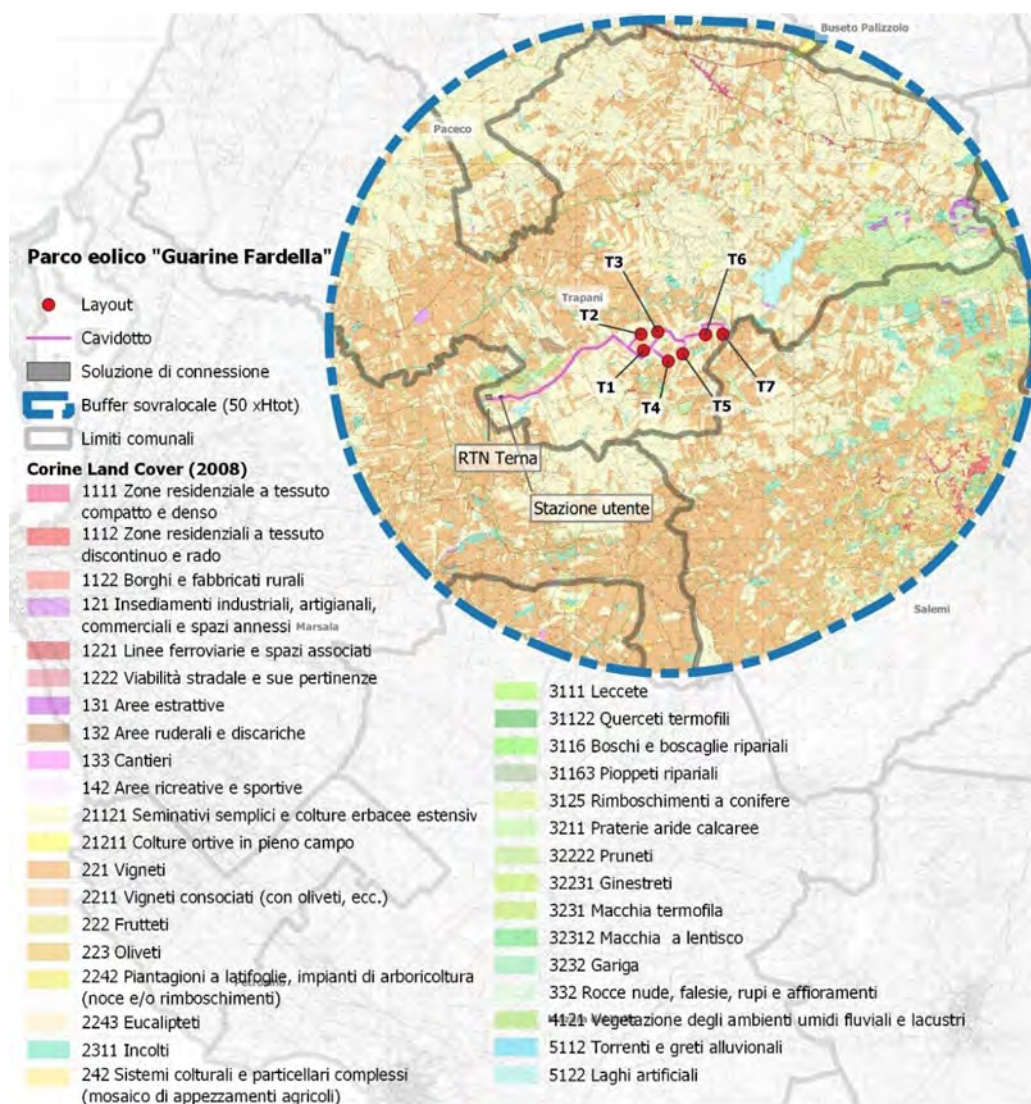 Buseto Palizzolo
Paceco
Parco eolico "Guarine Fardella"
Layout
Cavidotto
Soluzione di connessione
Buffer sovralocale (50 xHtot)
Limiti comunali
T3
T6
Trapani
T2
T1
T4
T5
T7
RTN Terna
Stazione utente
Salemi
Corine Land Cover (2008)
1111 Zone residenziale a tessuto
compatto e denso
1112 Zone residenziali a tessuto
discontinuo e rado
1122 Borghi e fabbricati rurali
121 Insediamenti industriali, artigianali,
commerciali e spazi annessi
Marsala
1221 Linee ferroviarie e spazi associati
1222 Viabilità stradale e sue pertinenze
131 Aree estrattive
132 Aree ruderali e discariche
133 Cantieri
142 Aree ricreative e sportive
21121 Seminativi semplici e colture erbacee estensiv
21211 Colture ortive in pieno campo
221 Vigneti
2211 Vigneti consociati (con oliveti, ecc.)
222 Frutteti
223 Oliveti
2242 Piantagioni a latifoglie, impianti di arboricoltura
(noce e/o rimboschimenti)
2243 Eucalipteti
2311 Incolti
242 Sistemi colturali e particellari complessi
(mosaico di appezzamenti agricoli)
3111 Leccete
31122 Querceti termofili
3116 Boschi e boscaglie ripariali
31163 Pioppeti ripariali
3125 Rimboschimenti a conifere
3211 Praterie aride calcaree
32222 Pruneti
32231 Ginestreti
3231 Macchia termofila
32312 Macchia a lentisco
3232 Gariga
332 Rocce nude, falesie, rupi e affioramenti
4121 Vegetazione degli ambienti umidi fluviali e lacustri
5112 Torrenti e greti alluvionali
5122 Laghi artificiali